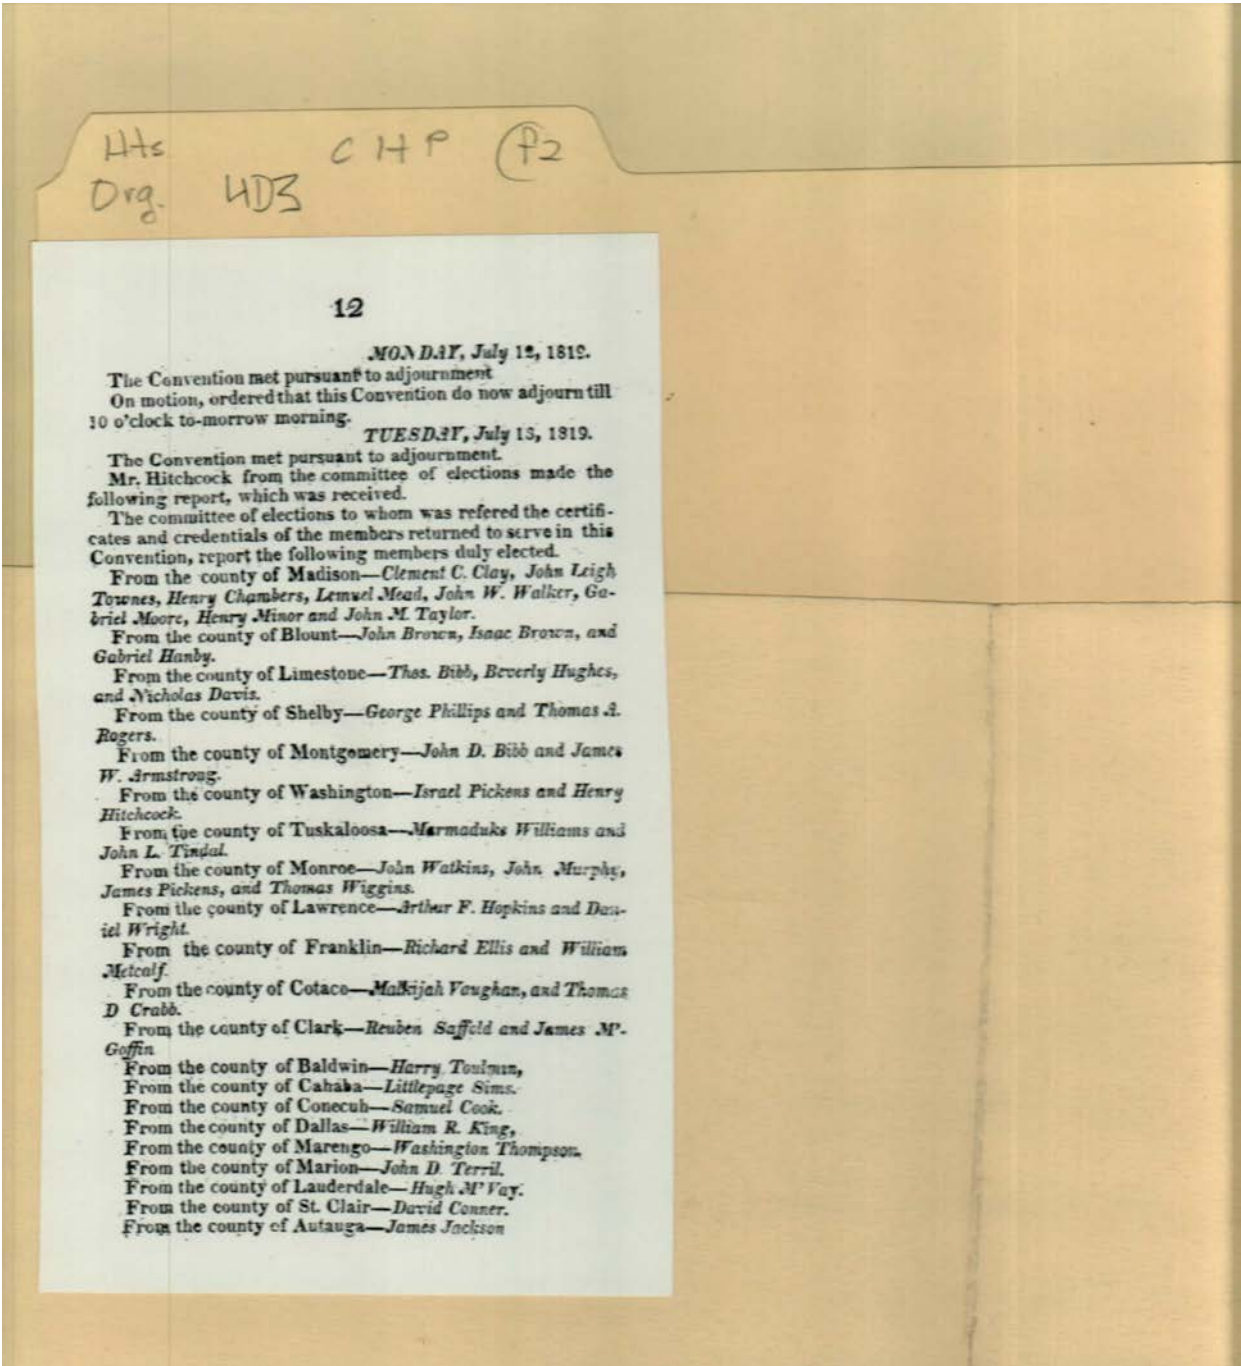 Hts C H P P2
Org. 4D3
12
MONDAY, July 12, 1819.
The Convention met pursuant to adjournment
On motion, ordered that this Convention do now adjourn till
10 o'clock to-morrow morning.
TUESDAY, July 13, 1819.
The Convention met pursuant to adjournment.
Mr. Hitchcock from the committee of elections made the
following report, which was received.
The committee of elections to whom was refered the certifi-
cates and credentials of the members returned to serve in this
Convention, report the following members duly elected.
From the county of Madison—Clement C. Clay, John Leigh
Townes, Henry Chambers, Lemuel Mead, John W. Walker, Ga-
briel Moore, Henry Minor and John M. Taylor.
From the county of Blount—John Brown, Isaac Brown, and
Gabriel Hanby.
From the county of Limestone—Thos. Bibb, Beverly Hughes,
and Nicholas Davis.
From the county of Shelby—George Phillips and Thomas A.
Rogers.
From the county of Montgomery—John D. Bibb and James
W. Armstrong.
From the county of Washington—Israel Pickens and Henry
Hitchcock.
From the county of Tuskaloosa—Marmaduke Williams and
John L. Tindal.
From the county of Monroe—John Watkins, John Murphy,
James Pickens, and Thomas Wiggins.
From the county of Lawrence—Arthur F. Hopkins and Dan-
iel Wright.
From the county of Franklin—Richard Ellis and William
Metcalf.
From the county of Cotaco—Malkijah Vaughan, and Thomas
D Crabb.
From the county of Clark—Reuben Saffold and James M'-
Goffin
From the county of Baldwin—Harry Toulmin,
From the county of Cahaba—Littlepage Sims.
From the county of Conecuh—Samuel Cook.
From the county of Dallas—William R. King,
From the county of Marengo—Washington Thompson.
From the county of Marion—John D. Terril.
From the county of Lauderdale—Hugh M'Vay.
From the county of St. Clair—David Conner.
From the county of Autauga—James Jackson